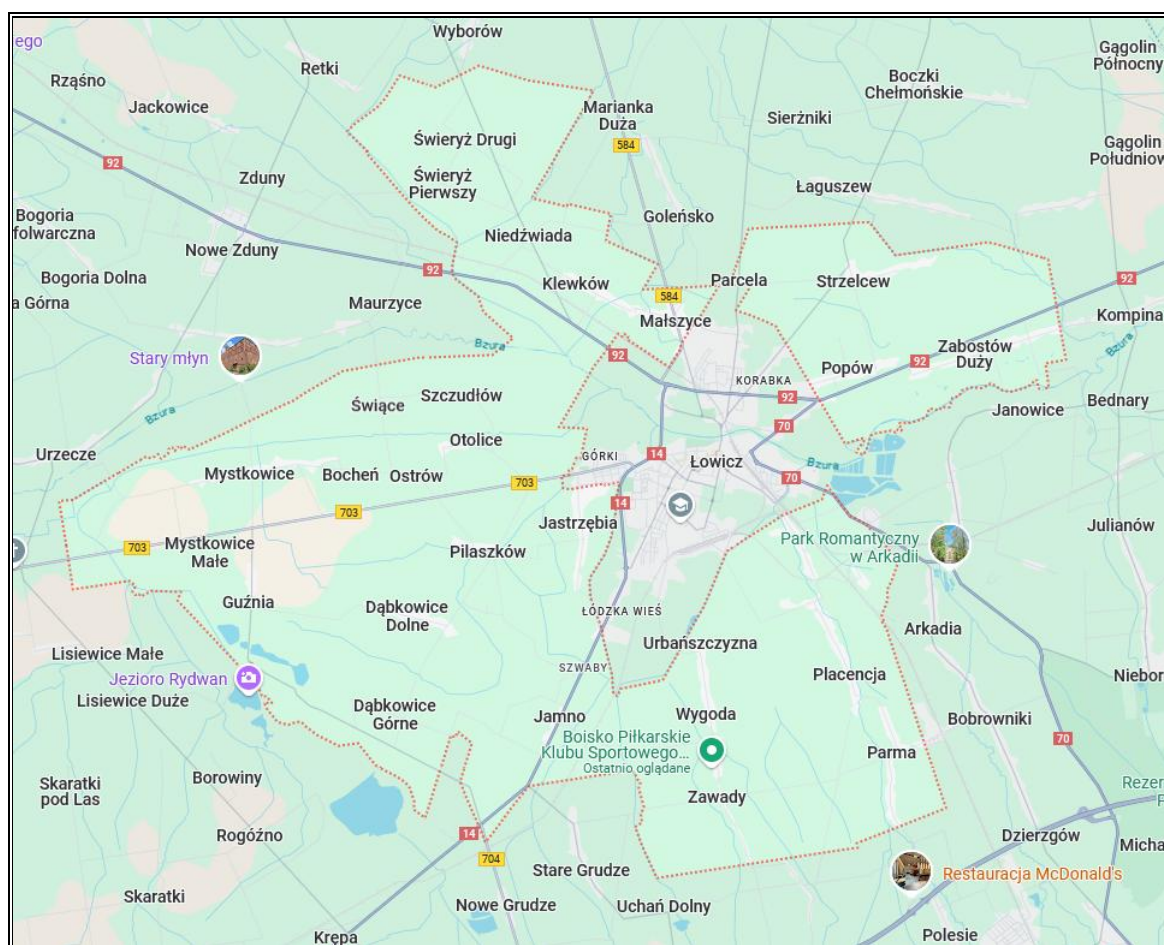 Wyborów
ego
Retki
Gągolin
Północny
Rząśno
Jackowice
Boczki
Chełmońskie
Marianka
Duża
Sierżniki
Świeryż Drugi
584
Gągolin
Południow
92
Zduny
Świeryż
Pierwszy
Łaguszew
Bogoria
folwarczna
Goleńsko
Nowe Zduny
Niedźwiada
Bogoria Dolna
92
Klewków
Parcela
Strzelcew
92
a Górna
Maurzyce
584
Małszyce
Kompina
Stary młyn
Bzura
92
Popów
92
Zabostów
Duży
Bzura
KORABKA
Świące
Szczudłów
92
Bednary
Bzura
Janowice
70
Urzecze
Otolice
GÓRKI
14
Łowicz
Bzura
Mystkowice
Bocheń
Ostrów
703
70
703
14
Jastrzębia
Julianów
703
Mystkowice
Małe
Pilaszków
Park Romantyczny
w Arkadii
Guźnia
Dąbkowice
Dolne
ŁÓDZKA WIEŚ
Arkadia
Urbańszczyzna
Lisiewice Małe
SZWABY
Placencja
Niebor
Jezioro Rydwan
Lisiewice Duże
Dąbkowice
Górne
Jamno
Wygoda
Bobrowniki
Boisko Piłkarskie
Klubu Sportowego...
Ostatnio oglądane
70
Parma
Skaratki
pod Las
Borowiny
Zawady
Rezer
Rogóźno
14
Dzierzgów
Micha
704
Stare Grudze
Restauracja McDonald's
Skaratki
Nowe Grudze
Uchań Dolny
Krępa
Polesie